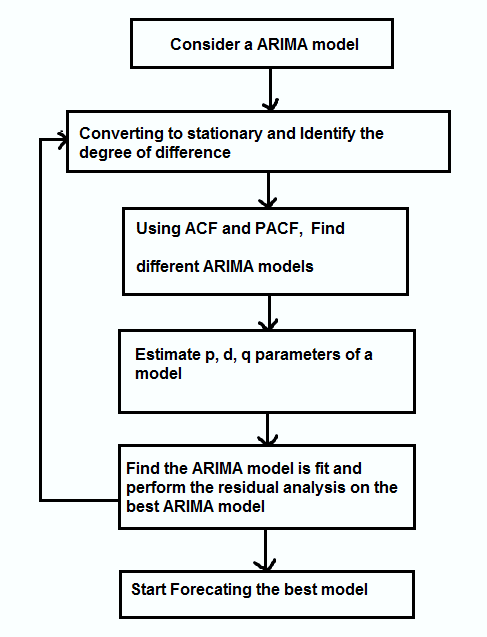 Consider a ARIMA model
Converting to stationary and Identify the
degree of difference
Using ACF and PACF, Find
different ARIMA models
Estimate p, d, q parameters of a
model
Find the ARIMA model is fit and
perform the residual analysis on the
best ARIMA model
Start Forecating the best model